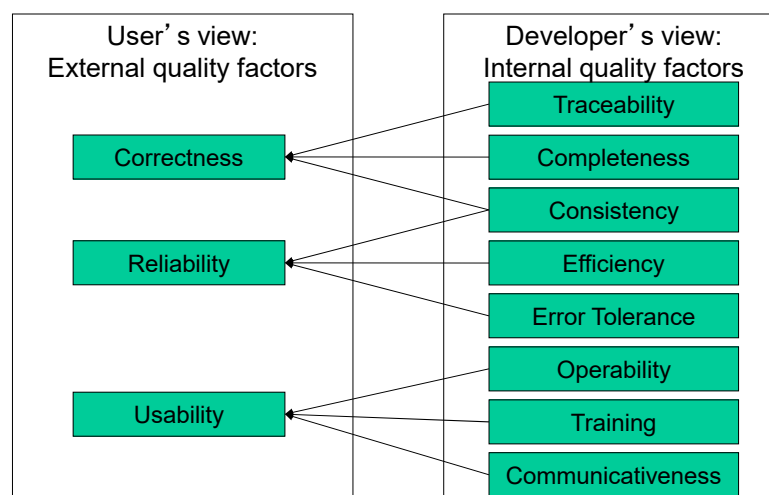 User’s view:
External quality factors
Correctness
Reliability
Usability
Developer’s view:
Internal quality factors
Traceability
Completeness
Consistency
Efficiency
Error Tolerance
Operability
Training
Communicativeness